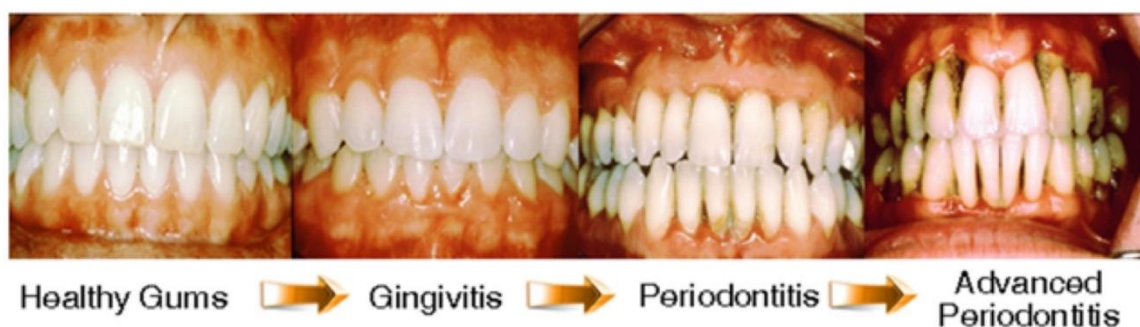 Healthy Gums
Gingivitis
Periodontitis
Advanced
Periodontitis